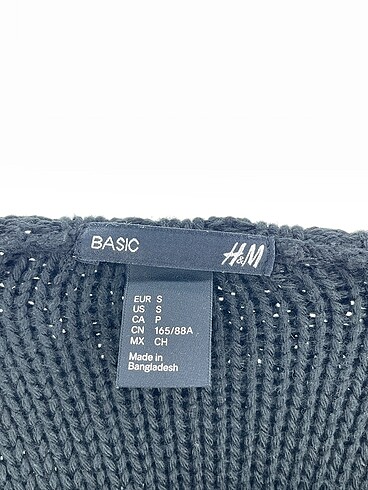 BASIC H&M
EUR S
US S
CA P
CN 165/88A
MX CH
Made in
Bangladesh